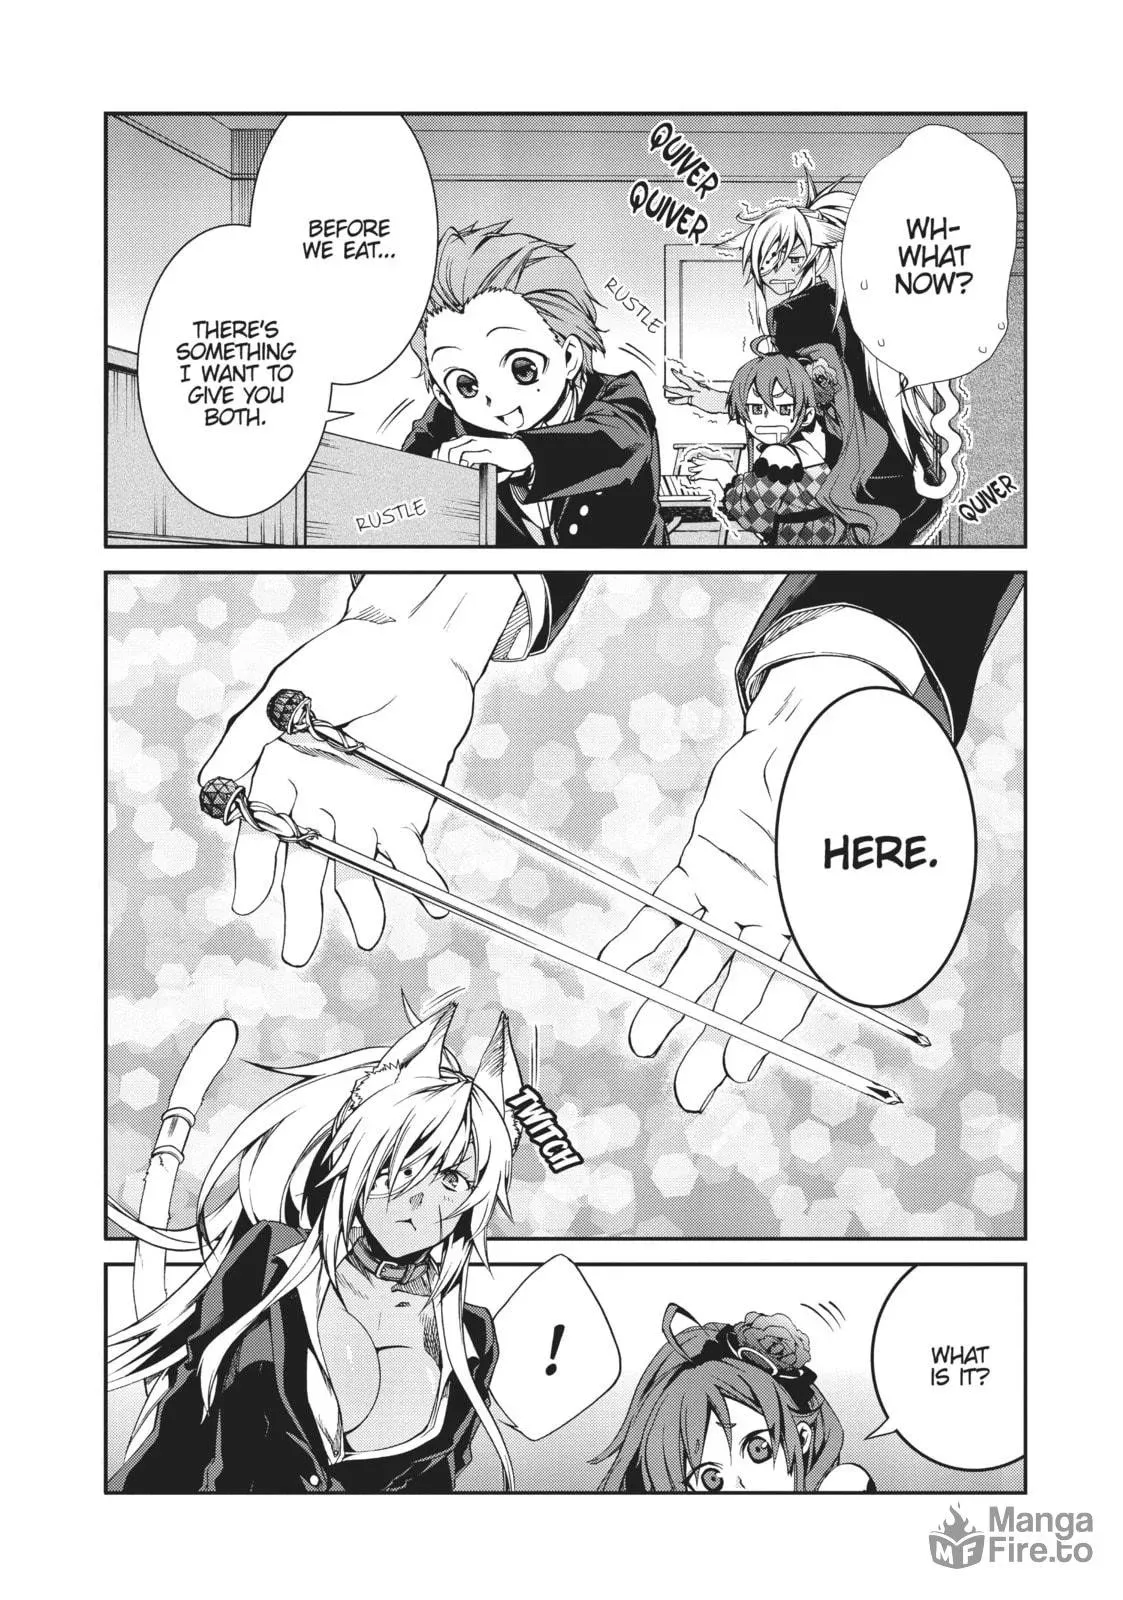 WH-
WHAT
NOW?
QUIVER
QUIVER
QUIVER
RUSTLE
RUSTLE
BEFORE
WE EAT...
THERE'S
SOMETHING
I WANT TO
GIVE YOU
BOTH.
HERE.
TWITCH
WHAT
IS IT?
!
Manga
Fire.to
MF